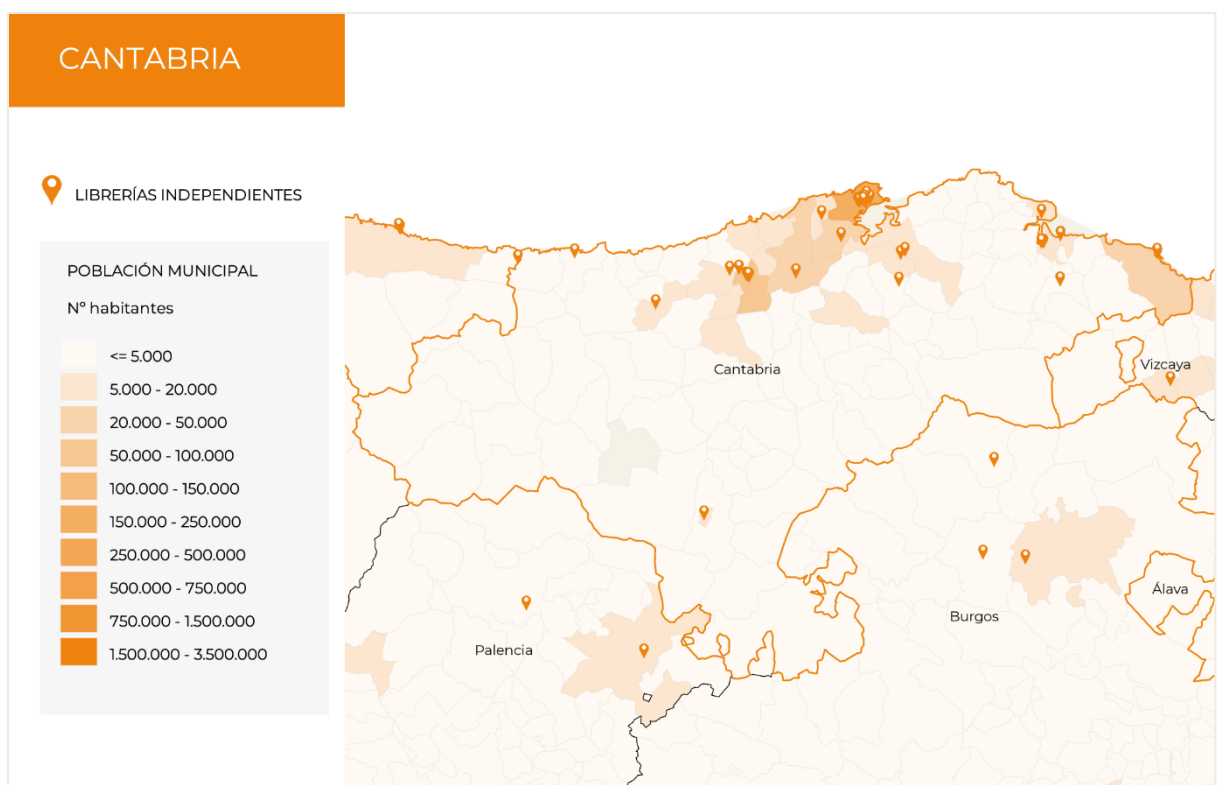 CANTABRIA
LIBRERÍAS INDEPENDIENTES
POBLACIÓN MUNICIPAL
Nº habitantes
<= 5.000
5.000 - 20.000
20.000 - 50.000
50.000 - 100.000
100.000 - 150.000
150.000 - 250.000
250.000 - 500.000
500.000 - 750.000
750.000 - 1.500.000
1.500.000 - 3.500.000
Cantabria
Vizcaya
Álava
Burgos
Palencia